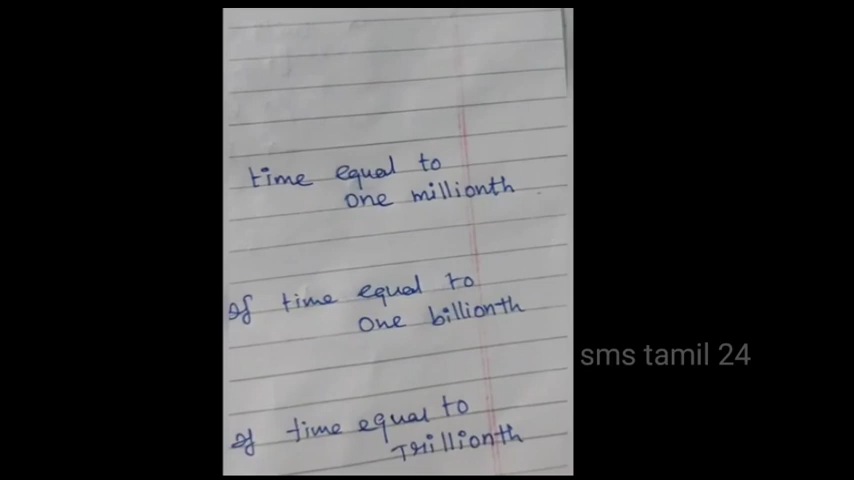 time equal to
one millionth
of time equal to
one billionth
of time equal to
Trillionth
sms tamil 24